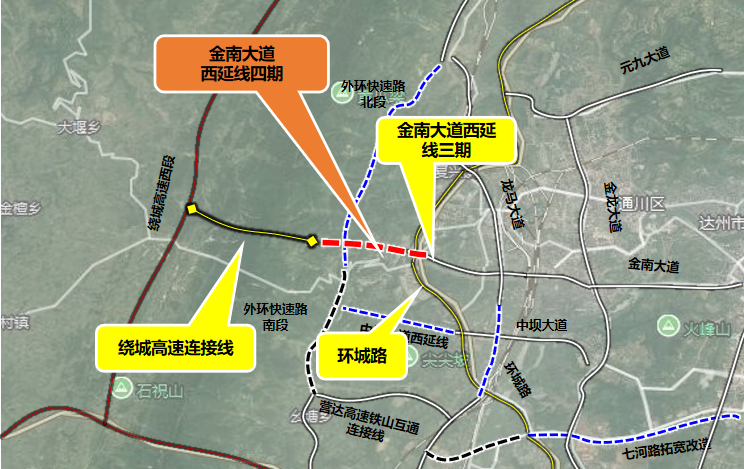 金南大道
西延线四期
外环快速路
北段
元九大道
大堰乡
金南大道西延
线三期
绕城高速西段
金檀乡
龙马大道
金龙大道
通川区
达州市
金南大道
外环快速路
南段
村镇
绕城高速连接线
环城路
道西延线
中坝大道
火峰山
尖尖
石祝山
环城路
营达高速铁山互通
连接线
七河路拓宽改造